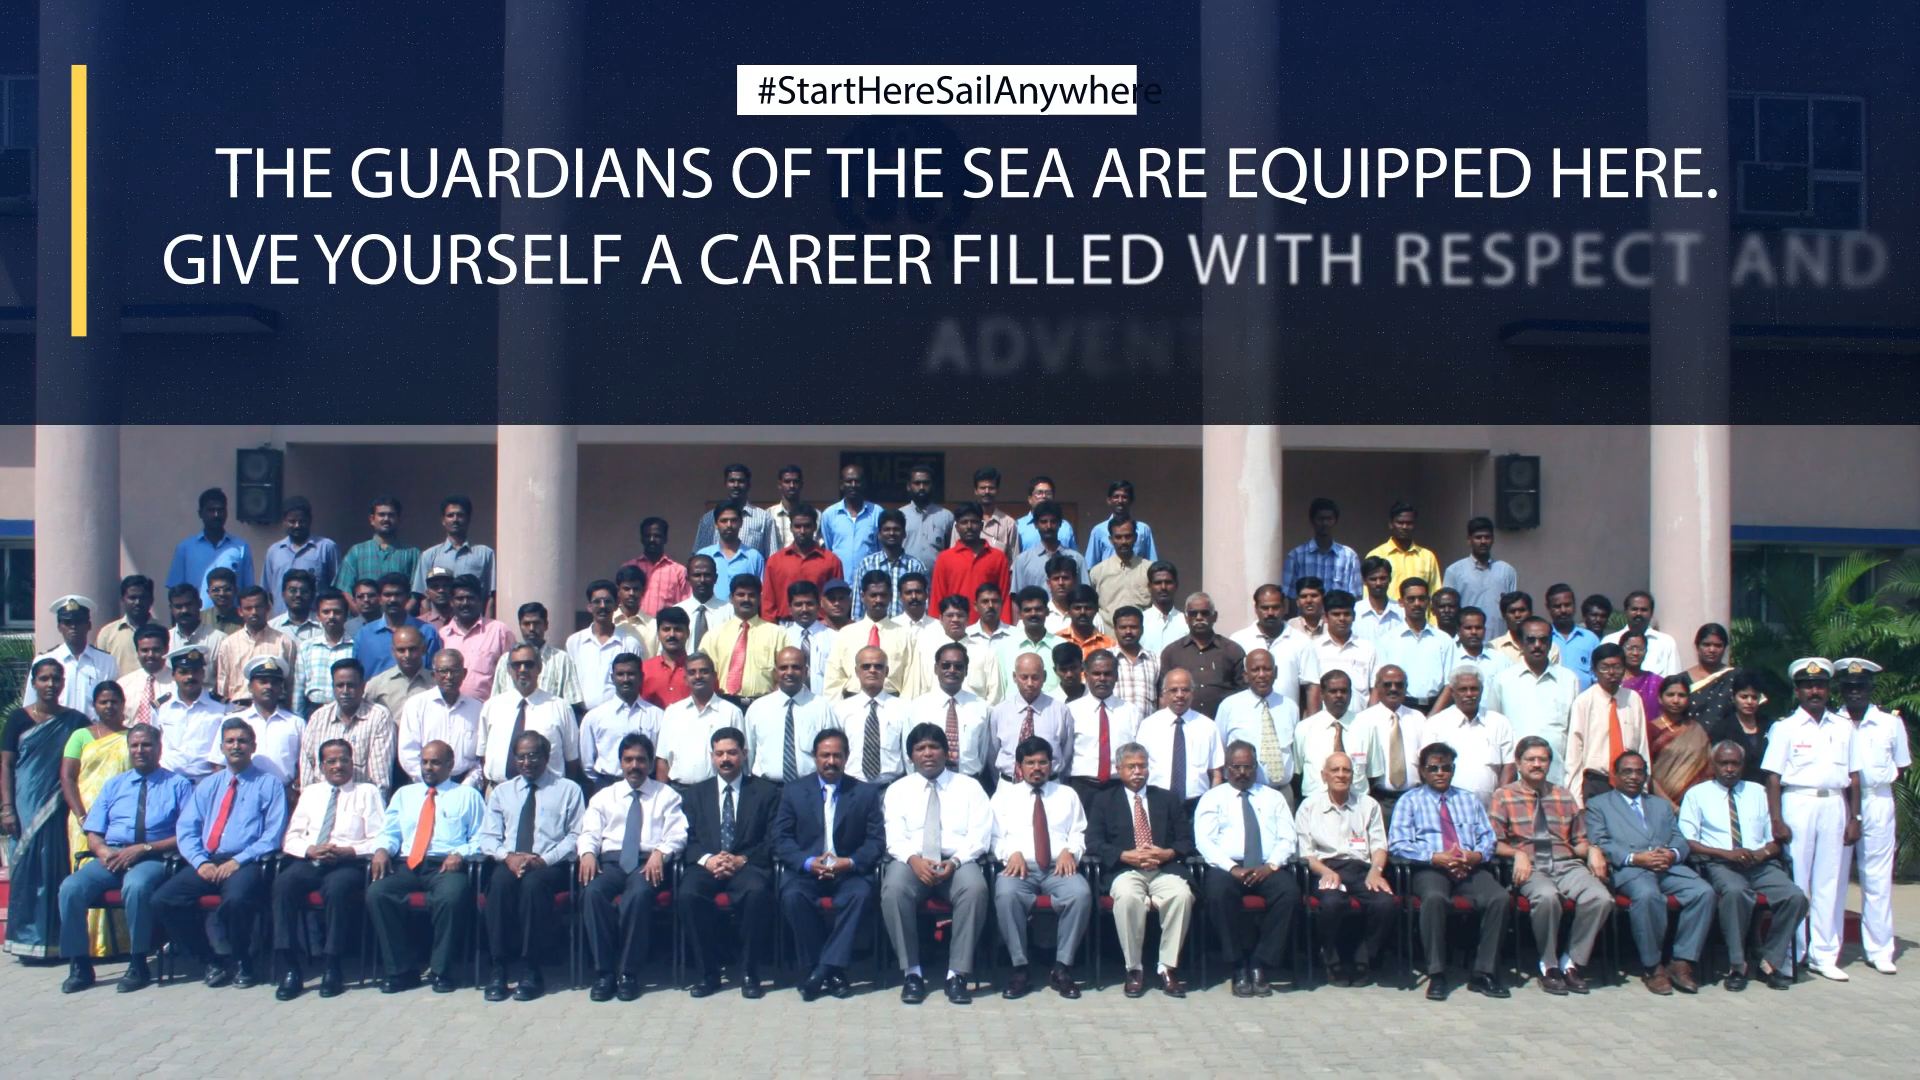 #StartHereSailAnywhere
THE GUARDIANS OF THE SEA ARE EQUIPPED HERE.
GIVE YOURSELF A CAREER FILLED WITH RESPECT AND